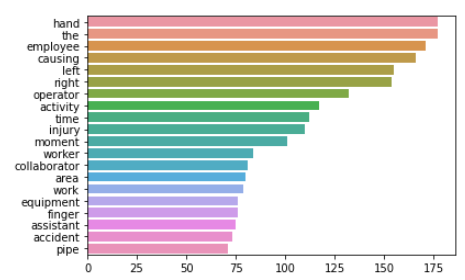 hand
the
employee
causing
left
right
operator
activity
time
injury
moment
worker
collaborator
area
work
equipment
finger
assistant
accident
pipe
0 25 50 75 100 125 150 175